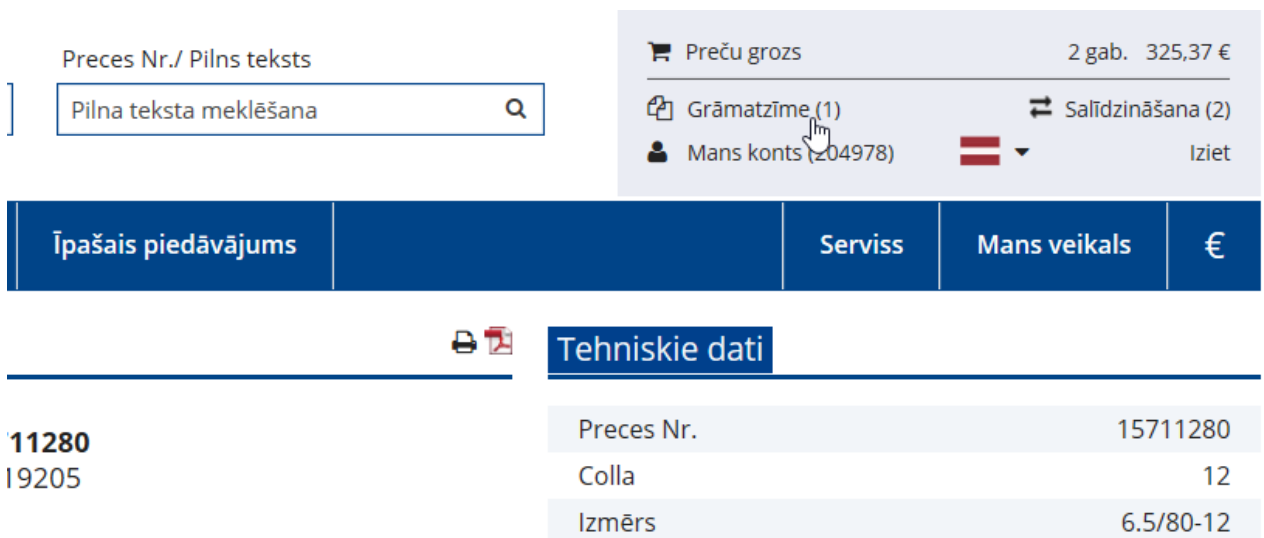 Preces Nr./ Pilns teksts
Pilna teksta meklēšana
Preču grozs 2 gab. 325,37 €
Grāmatzīme (1) Salīdzināšana (2)
Mans konts (204978) Iziet
Īpašais piedāvājums Serviss Mans veikals €
Tehniskie dati
11280
19205
Preces Nr. 15711280
Colla 12
Izmērs 6.5/80-12